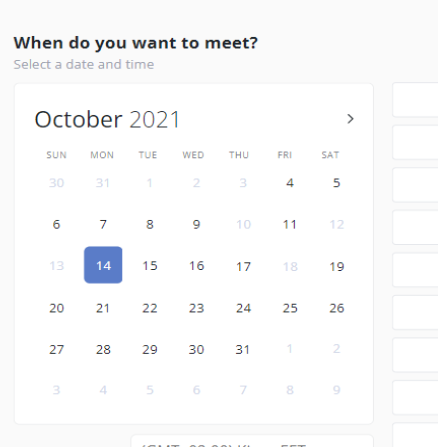 When do you want to meet?
Select a date and time
October 2021
SUN MON TUE WED THU FRI SAT
30 31 1 2 3 4 5
6 7 8 9 10 11 12
13 14 15 16 17 18 19
20 21 22 23 24 25 26
27 28 29 30 31 1 2
3 4 5 6 7 8 9